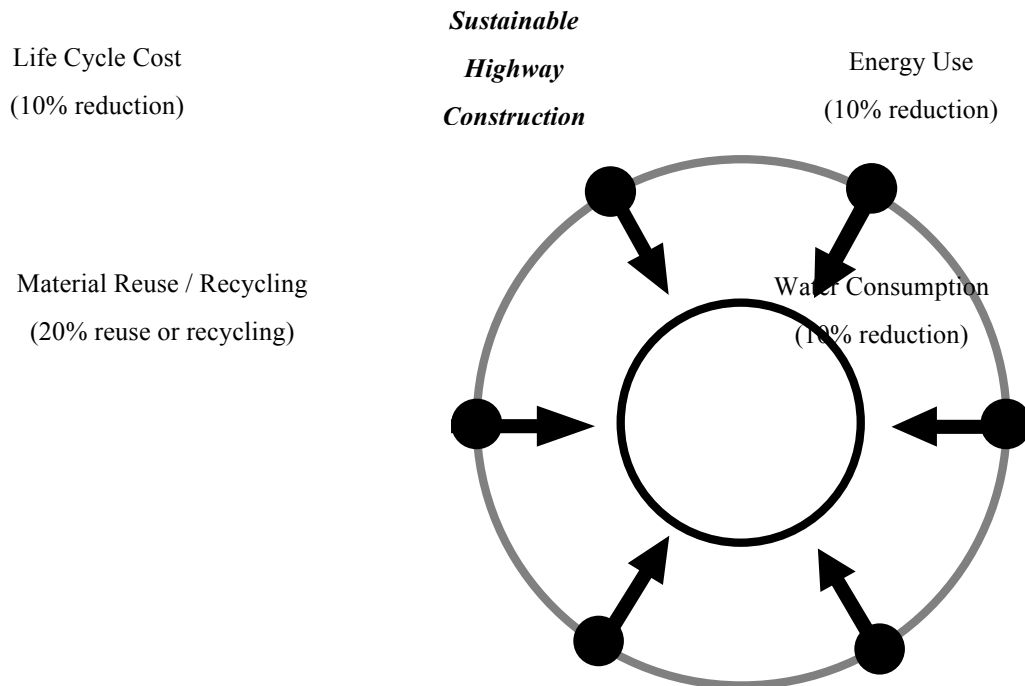 Sustainable
Highway
Construction
Life Cycle Cost
(10% reduction)
Energy Use
(10% reduction)
Material Reuse / Recycling
(20% reuse or recycling)
Water Consumption
(10% reduction)